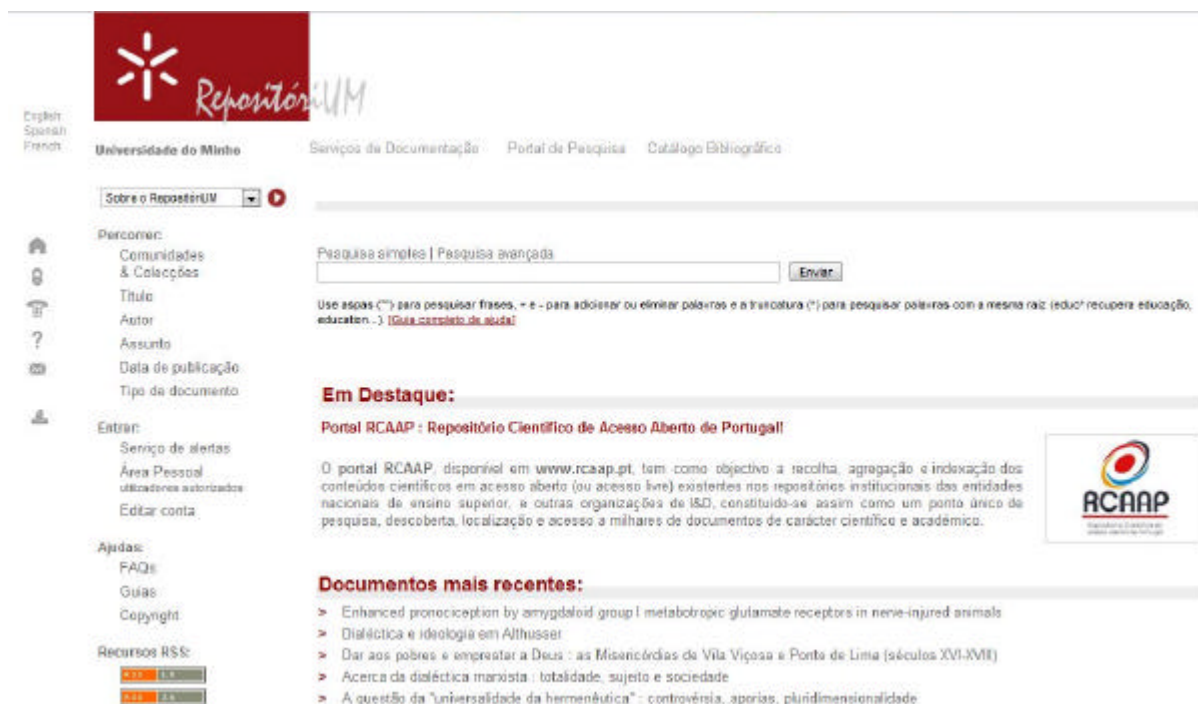 RepositóriUM
English
Spanish
French
Universidade do Minho
Serviços de Documentação Portal de Pesquisa Catálogo Bibliográfico
Sobre o RepositóriUM
Percorrer:
Comunidades
& Colecções
Título
Autor
Assunto
Data de publicação
Tipo de documento
Entrar:
Serviço de alertas
Área Pessoal
utilizadores autorizados
Editar conta
Ajudas:
FAQs
Guias
Copyright
Recursos RSS:
Pesquisa simples | Pesquisa avançada
Enviar
Use aspas ("") para pesquisar frases, + e - para adicionar ou eliminar palavras e a truncatura (*) para pesquisar palavras com a mesma raiz (educ* recupera educação,
education...). [Guia completo de ajuda]
Em Destaque:
Portal RCAAP : Repositório Científico de Acesso Aberto de Portugal!
O portal RCAAP, disponível em www.rcaap.pt, tem como objectivo a recolha, agregação e indexação dos
conteúdos científicos em acesso aberto (ou acesso livre) existentes nos repositórios institucionais das entidades
nacionais de ensino superior, e outras organizações de I&D, constituído-se assim como um ponto único de
pesquisa, descoberta, localização e acesso a milhares de documentos de carácter científico e académico.
RCAAP
Documentos mais recentes:
> Enhanced pronociception by amygdaloid group I metabotropic glutamate receptors in nerve-injured animals
> Dialéctica e ideologia em Althusser
> Dar aos pobres e emprestar a Deus : as Misericórdias de Vila Viçosa e Ponte de Lima (séculos XVI-XVIII)
> Acerca da dialéctica marxista : totalidade, sujeito e sociedade
> A questão da "universalidade da hermenêutica" : controvérsia, aporias, pluridimensionalidade